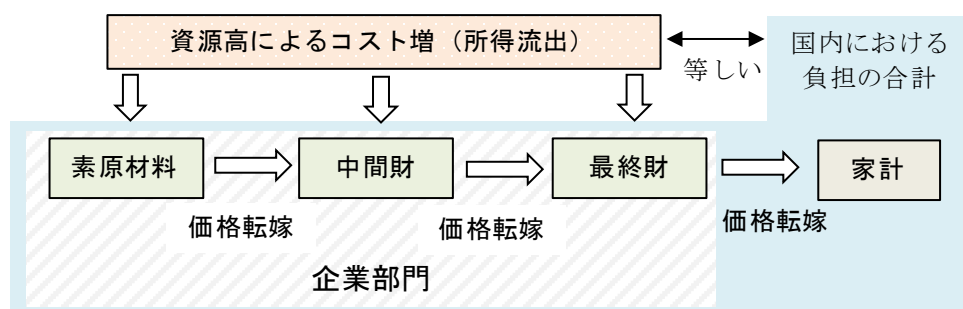 資源高によるコスト増（所得流出）
等しい
国内における
負担の合計
素原材料
中間財
最終財
家計
価格転嫁
価格転嫁
価格転嫁
企業部門